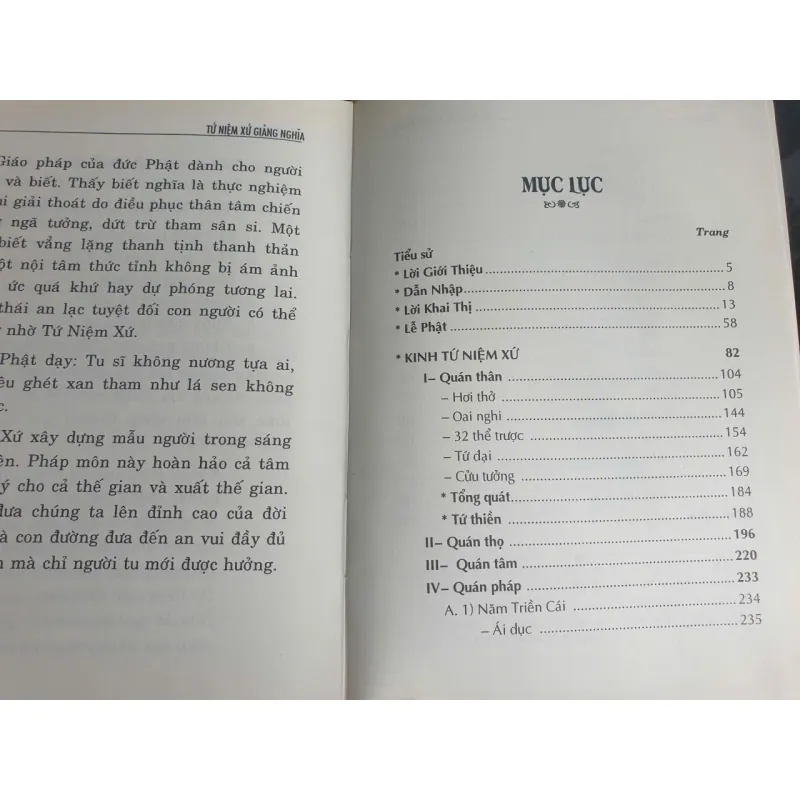 TỨ NIỆM XỨ GIẢNG NGHĨA
Giáo pháp của đức Phật dành cho người
và biết. Thấy biết nghĩa là thực nghiệm
giải thoát do điều phục thân tâm chiến
ngã tưởng, dứt trừ tham sân si. Một
biết vẳng lặng thanh tịnh thanh thản
nội tâm thức tỉnh không bị ám ảnh
ức quá khứ hay dự phóng tương lai.
thái an lạc tuyệt đối con người có thể
nhờ Tứ Niệm Xứ.
Phật dạy: Tu sĩ không nương tựa ai,
ghét xan tham như lá sen không
Xứ xây dựng mẫu người trong sáng
Pháp môn này hoàn hảo cả tâm
lý cho cả thế gian và xuất thế gian.
đưa chúng ta lên đỉnh cao của đời
con đường đưa đến an vui đầy đủ
mà chỉ người tu mới được hưởng.
MỤC LỤC
Trang
Tiểu sử
* Lời Giới Thiệu ........ 5
* Dẫn Nhập ........ 8
* Lời Khai Thị ........ 13
* Lễ Phật ........ 58
* KINH TỨ NIỆM XỨ 82
I– Quán thân ........ 104
– Hơi thở ........ 105
– Oai nghi ........ 144
– 32 thể trược ........ 154
– Tứ đại ........ 162
– Cửu tưởng ........ 169
* Tổng quát ........ 184
* Tứ thiền ........ 188
II– Quán thọ ........ 196
III– Quán tâm ........ 220
IV– Quán pháp ........ 233
A. 1) Năm Triền Cái ........ 234
– Ái dục ........ 235